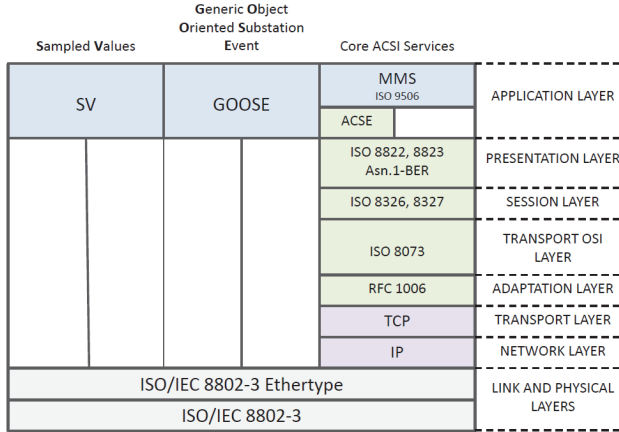 Generic Object
Oriented Substation
Event
Sampled Values
Core ACSI Services
SV
GOOSE
MMS
ISO 9506
ACSE
APPLICATION LAYER
ISO 8822, 8823
Asn.1-BER
PRESENTATION LAYER
ISO 8326, 8327
SESSION LAYER
ISO 8073
TRANSPORT OSI
LAYER
RFC 1006
ADAPTATION LAYER
TCP
TRANSPORT LAYER
IP
NETWORK LAYER
ISO/IEC 8802-3 Ethertype
ISO/IEC 8802-3
LINK AND PHYSICAL
LAYERS